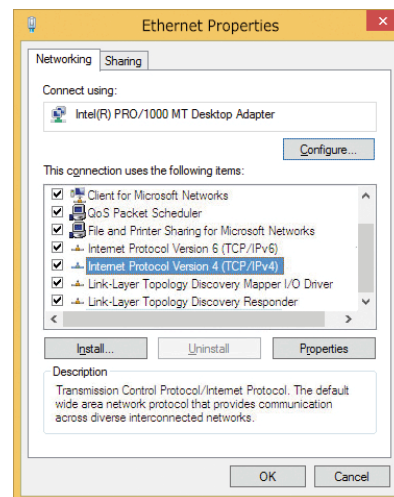 Ethernet Properties
Networking
Sharing
Connect using:
Intel(R) PRO/1000 MT Desktop Adapter
Configure...
This connection uses the following items:
Client for Microsoft Networks
QoS Packet Scheduler
File and Printer Sharing for Microsoft Networks
Internet Protocol Version 6 (TCP/IPv6)
Internet Protocol Version 4 (TCP/IPv4)
Link-Layer Topology Discovery Mapper I/O Driver
Link-Layer Topology Discovery Responder
Install...
Uninstall
Properties
Description
Transmission Control Protocol/Internet Protocol. The default
wide area network protocol that provides communication
across diverse interconnected networks.
OK
Cancel